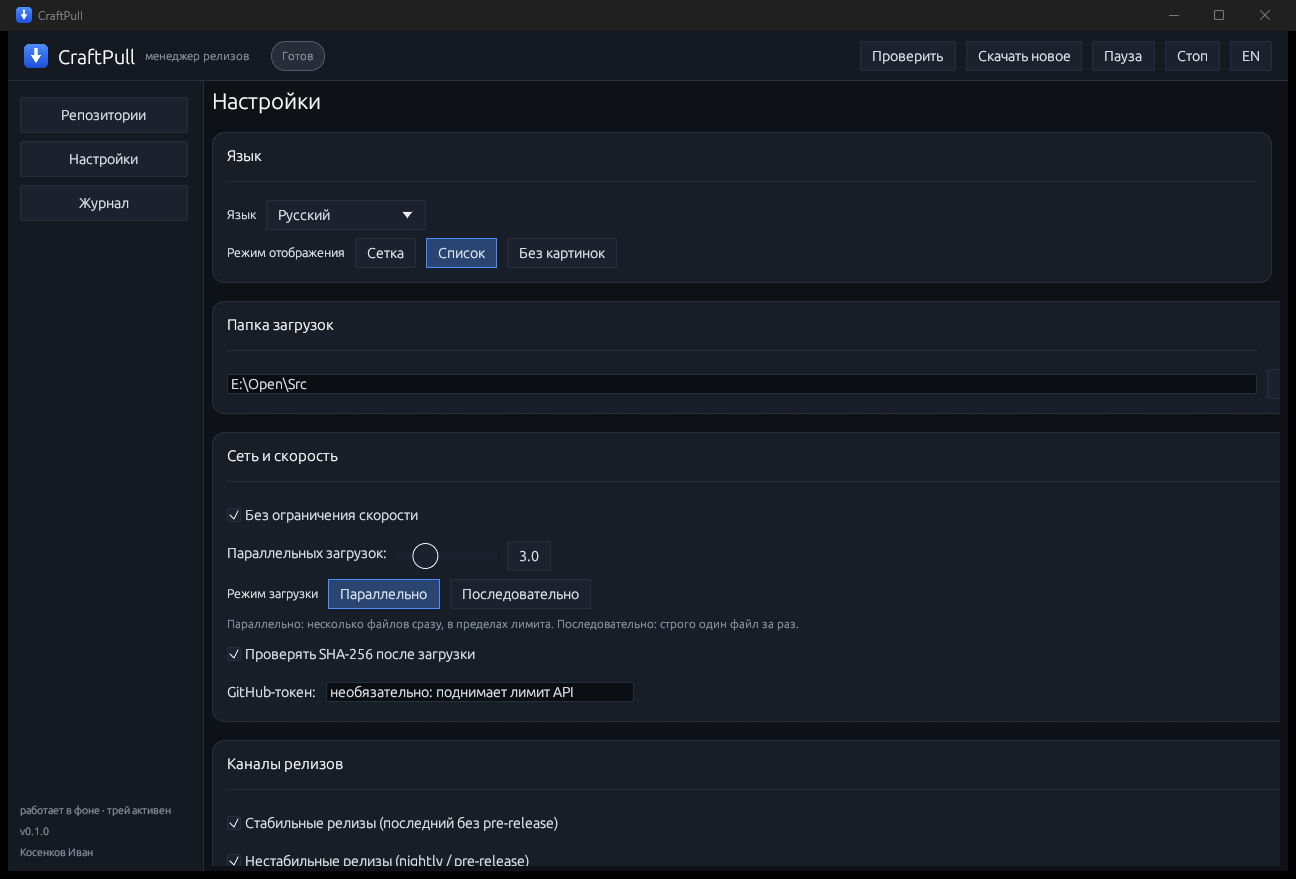 CraftPull
CraftPull менеджер релизов Готов Проверить Скачать новое Пауза Стоп EN
Репозитории
Настройки
Журнал
Настройки
Язык
Язык Русский
Режим отображения Сетка Список Без картинок
Папка загрузок
E:\Open\Src
Сеть и скорость
Без ограничения скорости
Параллельных загрузок: 3.0
Режим загрузки Параллельно Последовательно
Параллельно: несколько файлов сразу, в пределах лимита. Последовательно: строго один файл за раз.
Проверять SHA-256 после загрузки
GitHub-токен: необязательно: поднимает лимит API
Каналы релизов
Стабильные релизы (последний без pre-release)
Нестабильные релизы (nightly / pre-release)
работает в фоне · трей активен
v0.1.0
Косенков Иван